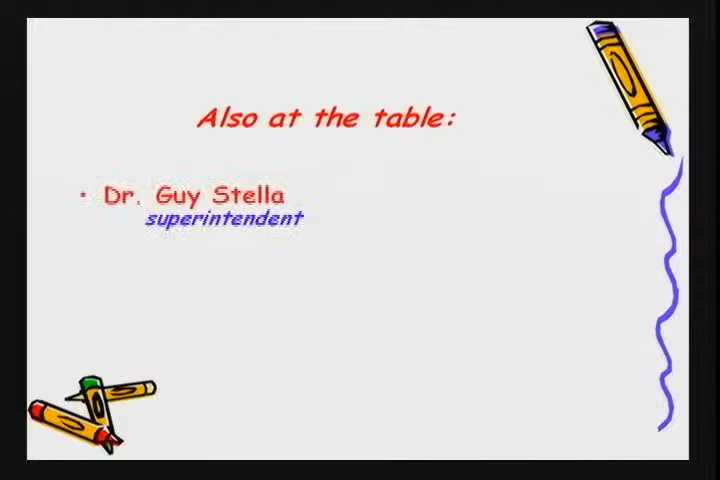 Also at the table:
• Dr. Guy Stella
superintendent